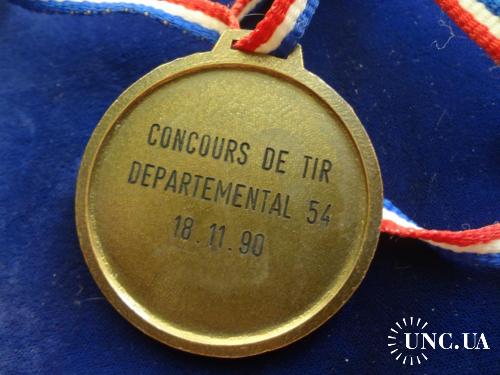 CONCOURS DE TIR
DEPARTEMENTAL 54
18.11.90
UNC.UA